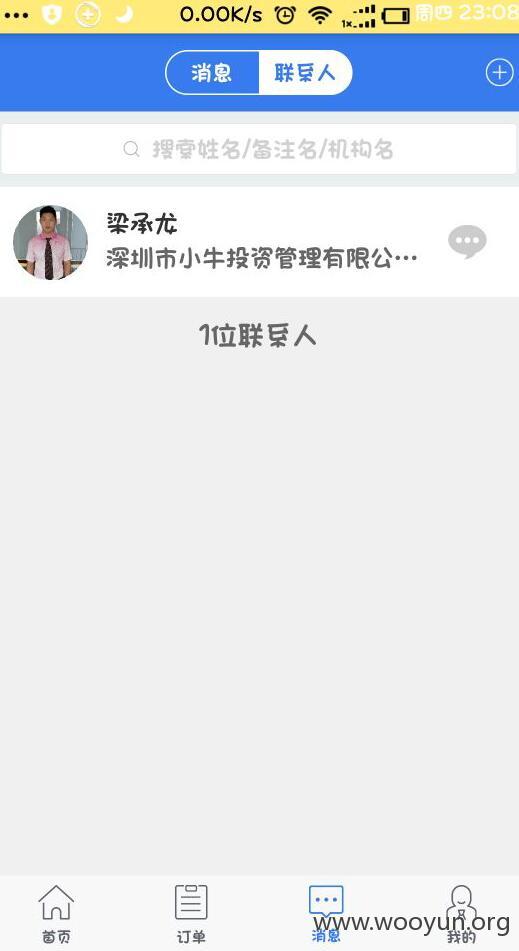 0.00K/s 1x 周四 23:08
消息 联系人
搜索姓名/备注名/机构名
梁承龙
深圳市小牛投资管理有限公…
1位联系人
首页 订单 消息 我的
www.wooyun.org